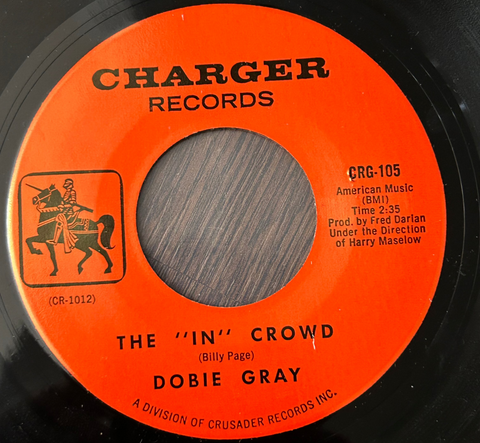 CHARGER
RECORDS
CRG-105
American Music
(BMI)
Time 2:35
Prod. by Fred Darian
Under the Direction
of Harry Maselow
(CR-1012)
THE "IN" CROWD
(Billy Page)
DOBIE GRAY
A DIVISION OF CRUSADER RECORDS INC.